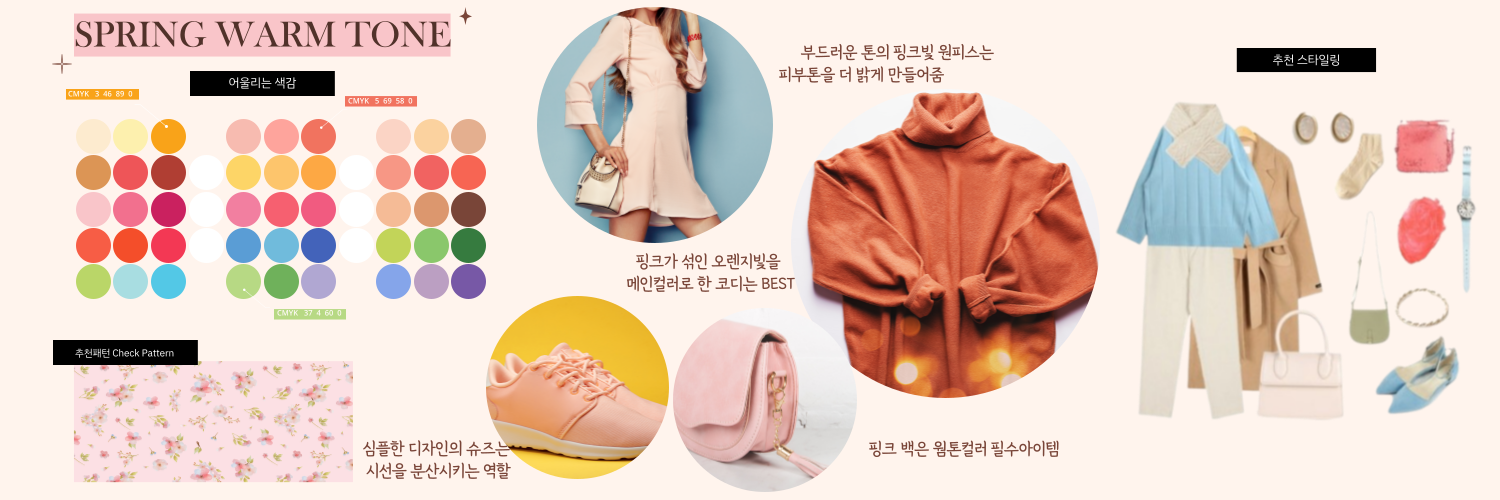 SPRING WARM TONE
어울리는 색감
CMYK 3 46 89 0
CMYK 5 69 58 0
CMYK 37 4 60 0
추천패턴 Check Pattern
심플한 디자인의 슈즈는
시선을 분산시키는 역할
부드러운 톤의 핑크빛 원피스는
피부톤을 더 밝게 만들어줌
핑크가 섞인 오렌지빛을
메인컬러로 한 코디는 BEST
핑크 백은 웜톤컬러 필수아이템
추천 스타일링